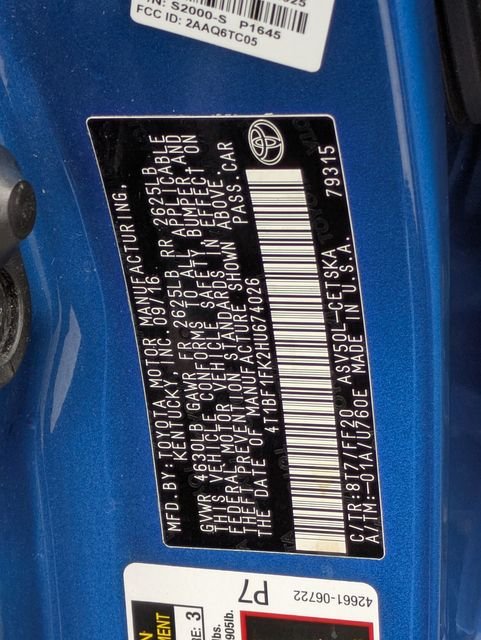 S2000-S P1645
FCC ID: 2AAQ6TC05
MFD.BY:TOYOTA MOTOR MANUFACTURING,
KENTUCKY, INC. 09/16
GVWR 4630LB GAWR FR 2625LB RR 2625LB
THIS VEHICLE CONFORMS TO ALL APPLICABLE
FEDERAL MOTOR VEHICLE SAFETY, BUMPER, AND
THEFT PREVENTION STANDARDS IN EFFECT ON
THE DATE OF MANUFACTURE SHOWN ABOVE.
4T1BF1FK2HU674026 PASS.CAR
C/TR:8T7/FF20 ASV50L-CETSKA
A/TM:-01A/U760E MADE IN U.S.A. 79315
P7
42661-06722
3
lbs.
905lb.